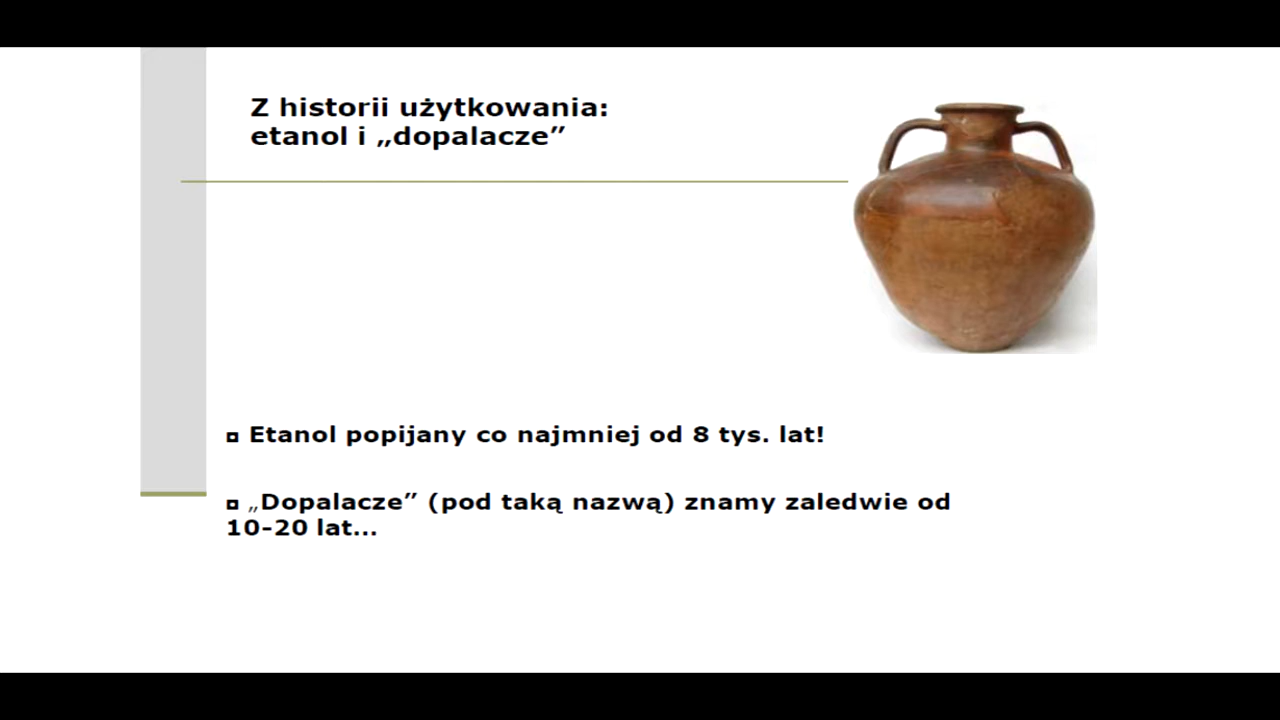 Z historii użytkowania:
etanol i „dopalacze”
Etanol popijany co najmniej od 8 tys. lat!
„Dopalacze” (pod taką nazwą) znamy zaledwie od
10-20 lat...